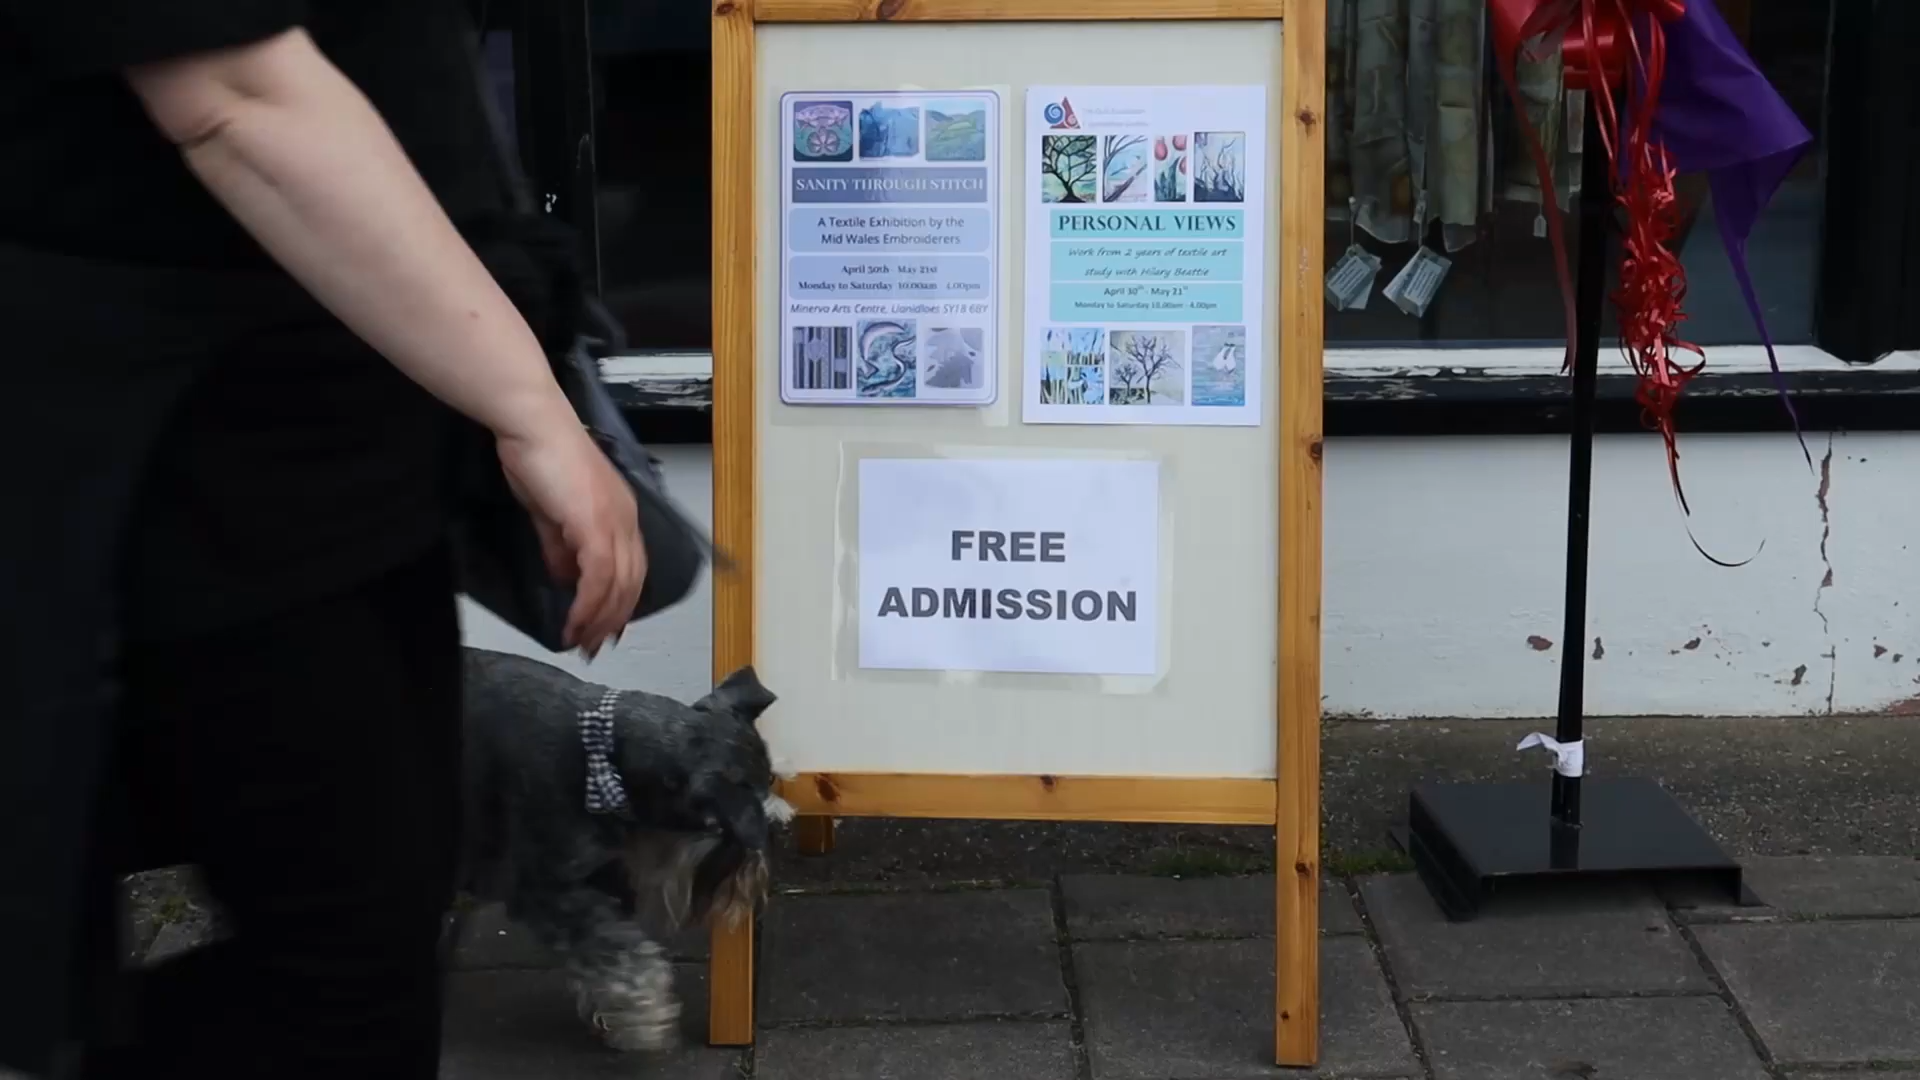 SANITY THROUGH STITCH
A Textile Exhibition by the
Mid Wales Embroiderers
April 30th - May 21st
Monday to Saturday 10.00am - 4.00pm
Minerva Arts Centre, Llanidloes SY18 6BY
PERSONAL VIEWS
Work from 2 years of textile art
study with Hilary Beattie
April 30th - May 21st
Monday to Saturday 10.00am - 4.00pm
FREE
ADMISSION